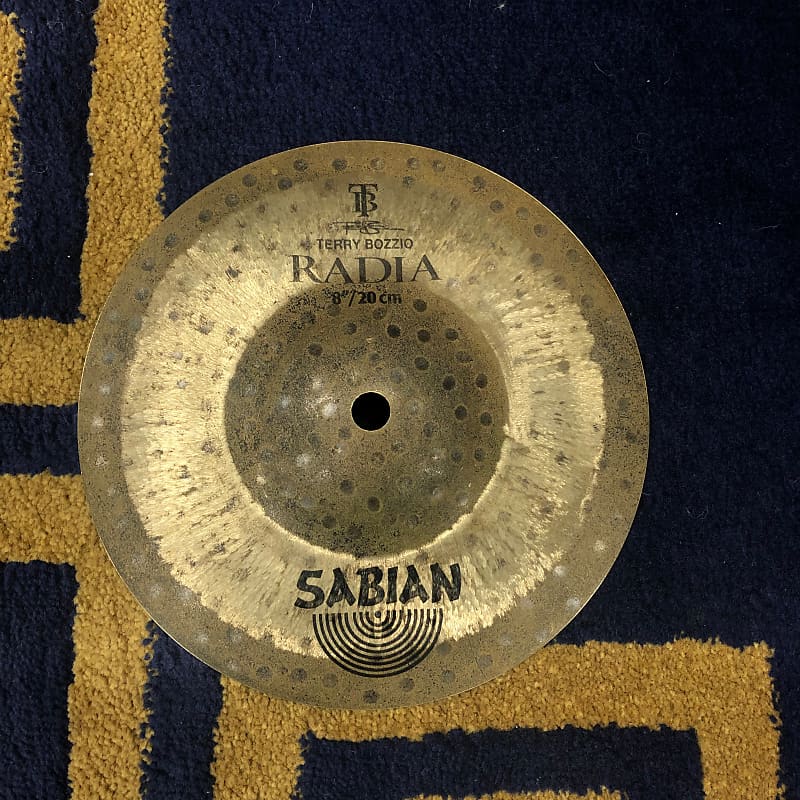 TB
TERRY BOZZIO
RADIA
8"/20 cm
SABIAN